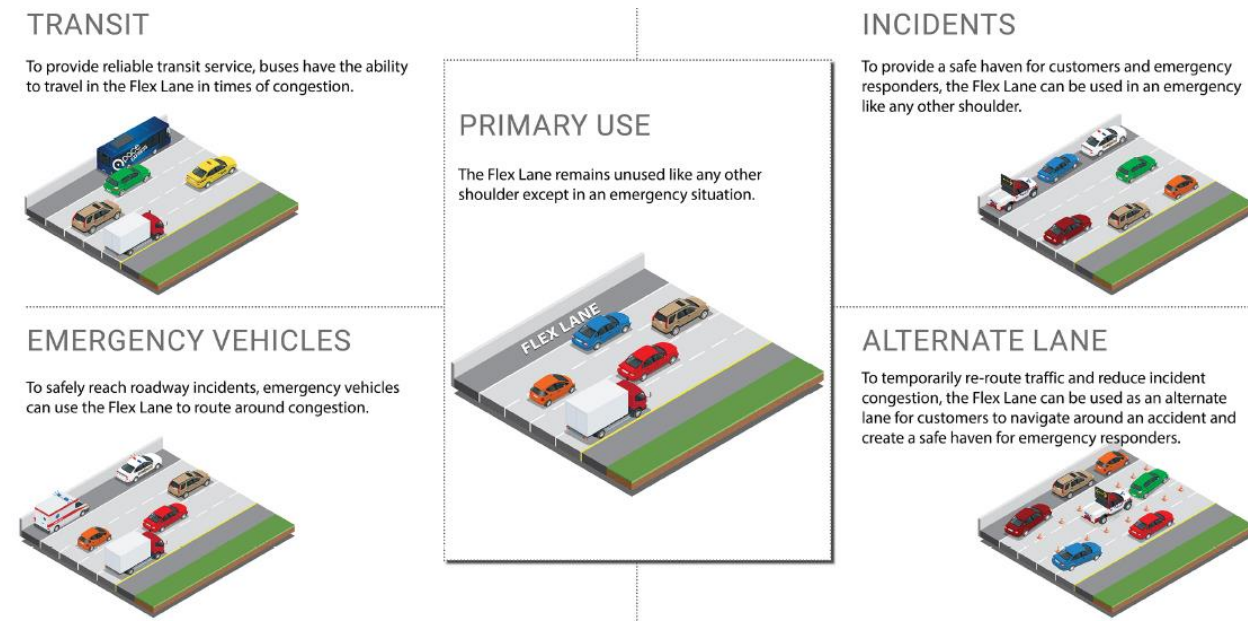 TRANSIT
To provide reliable transit service, buses have the ability
to travel in the Flex Lane in times of congestion.
pace
EXPRESS
EMERGENCY VEHICLES
To safely reach roadway incidents, emergency vehicles
can use the Flex Lane to route around congestion.
PRIMARY USE
The Flex Lane remains unused like any other
shoulder except in an emergency situation.
FLEX LANE
INCIDENTS
To provide a safe haven for customers and emergency
responders, the Flex Lane can be used in an emergency
like any other shoulder.
ALTERNATE LANE
To temporarily re-route traffic and reduce incident
congestion, the Flex Lane can be used as an alternate
lane for customers to navigate around an accident and
create a safe haven for emergency responders.